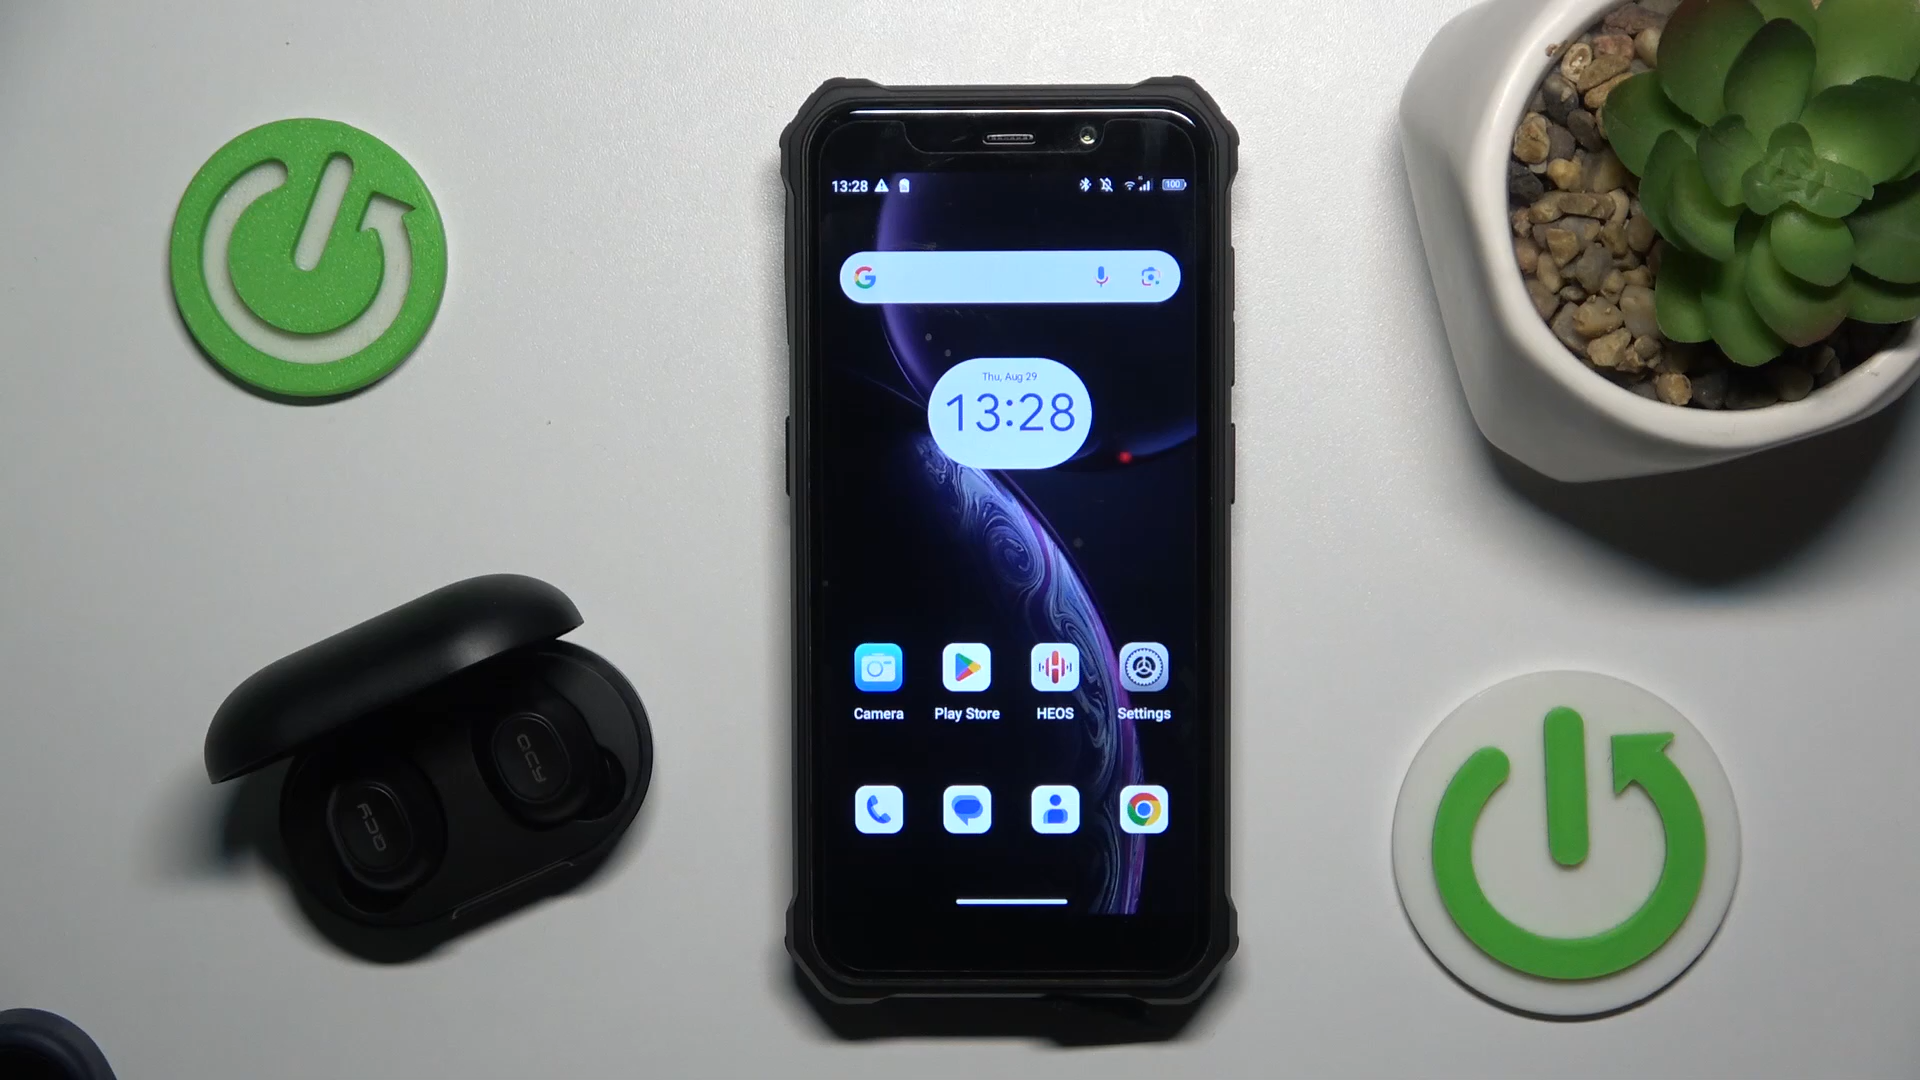 13:28
100
Thu, Aug 29
13:28
Camera Play Store HEOS Settings
QCY
QCY